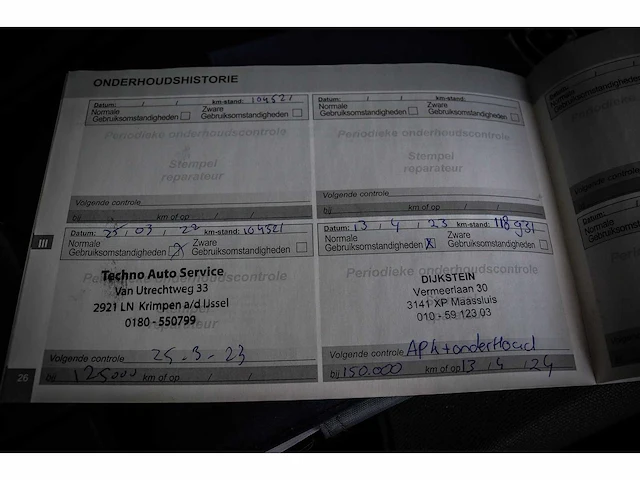 ONDERHOUDSHISTORIE
Datum: / / km-stand: 104521
Normale Gebruiksomstandigheden
Zware Gebruiksomstandigheden
Periodieke onderhoudscontrole
Stempel
reparateur
Volgende controle
bij km of op / /
Datum: / / km-stand:
Normale Gebruiksomstandigheden
Zware Gebruiksomstandigheden
Periodieke onderhoudscontrole
Stempel
reparateur
Volgende controle
bij km of op / /
III
Datum: 25, 03, 22 km-stand: 104521
Normale Gebruiksomstandigheden X
Zware Gebruiksomstandigheden
Periodieke onderhoudscontrole
Techno Auto Service
Van Utrechtweg 33
2921 LN Krimpen a/d IJssel
0180 - 550799
reparateur
Volgende controle 25-3-23
bij 125000 km of op / /
Datum: 13, 4, 23 km-stand: 118931
Normale Gebruiksomstandigheden X
Zware Gebruiksomstandigheden
Periodieke onderhoudscontrole
DIJKSTEIN
Vermeerlaan 30
3141 XP Maassluis
010 - 59 123 03
Volgende controle APK+onderHoud
bij 150.000 km of op 13 / 4 / 24
26